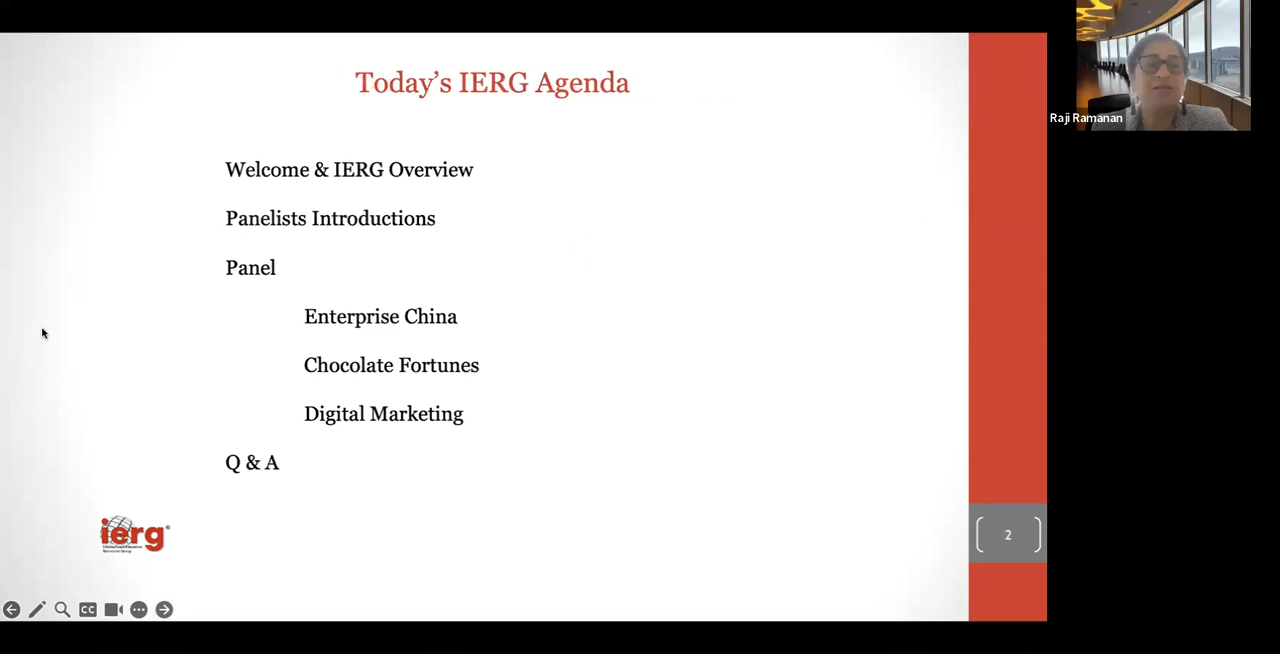 Today's IERG Agenda
Welcome & IERG Overview
Panelists Introductions
Panel
Enterprise China
Chocolate Fortunes
Digital Marketing
Q & A
ierg®
2
CC
Raji Ramanan